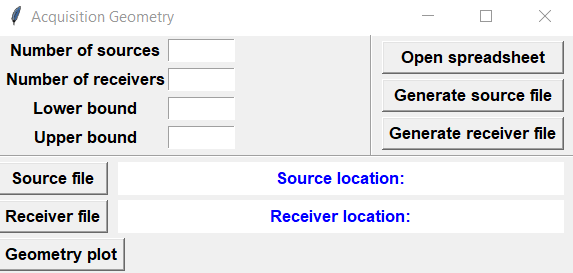 Acquisition Geometry
Number of sources
Number of receivers
Lower bound
Upper bound
Open spreadsheet
Generate source file
Generate receiver file
Source file
Source location:
Receiver file
Receiver location:
Geometry plot